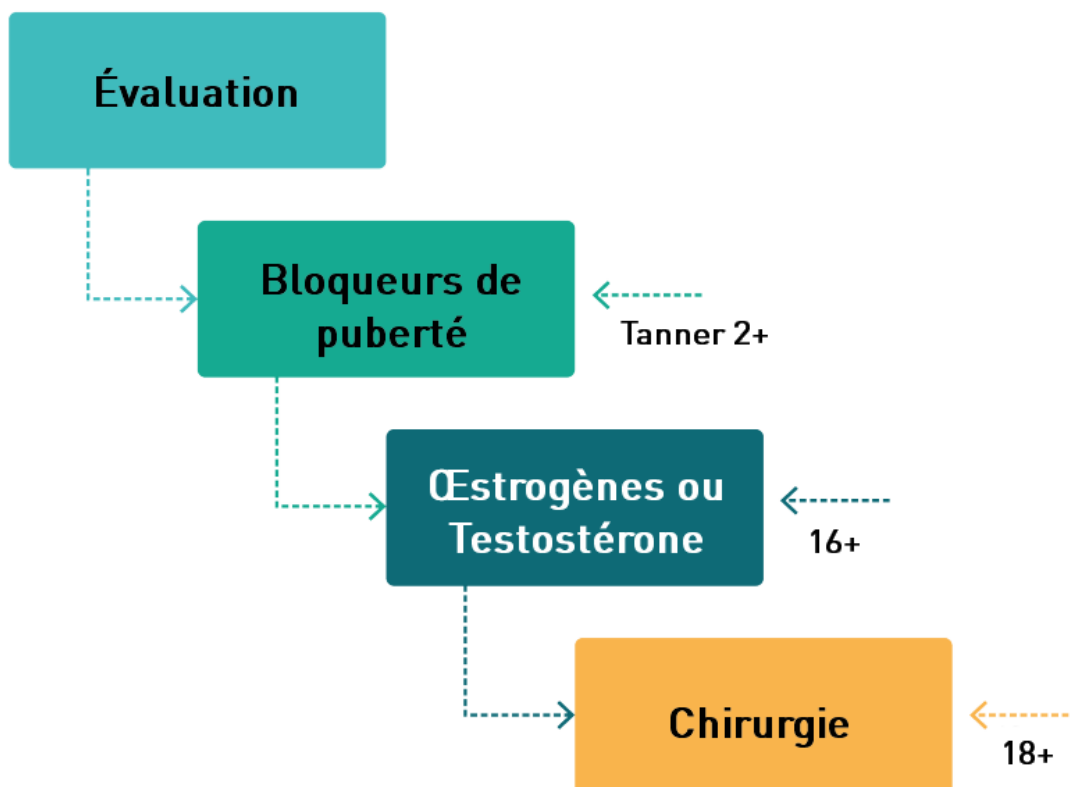 Évaluation
Bloqueurs de
puberté
Tanner 2+
Œstrogènes ou
Testostérone
16+
Chirurgie
18+